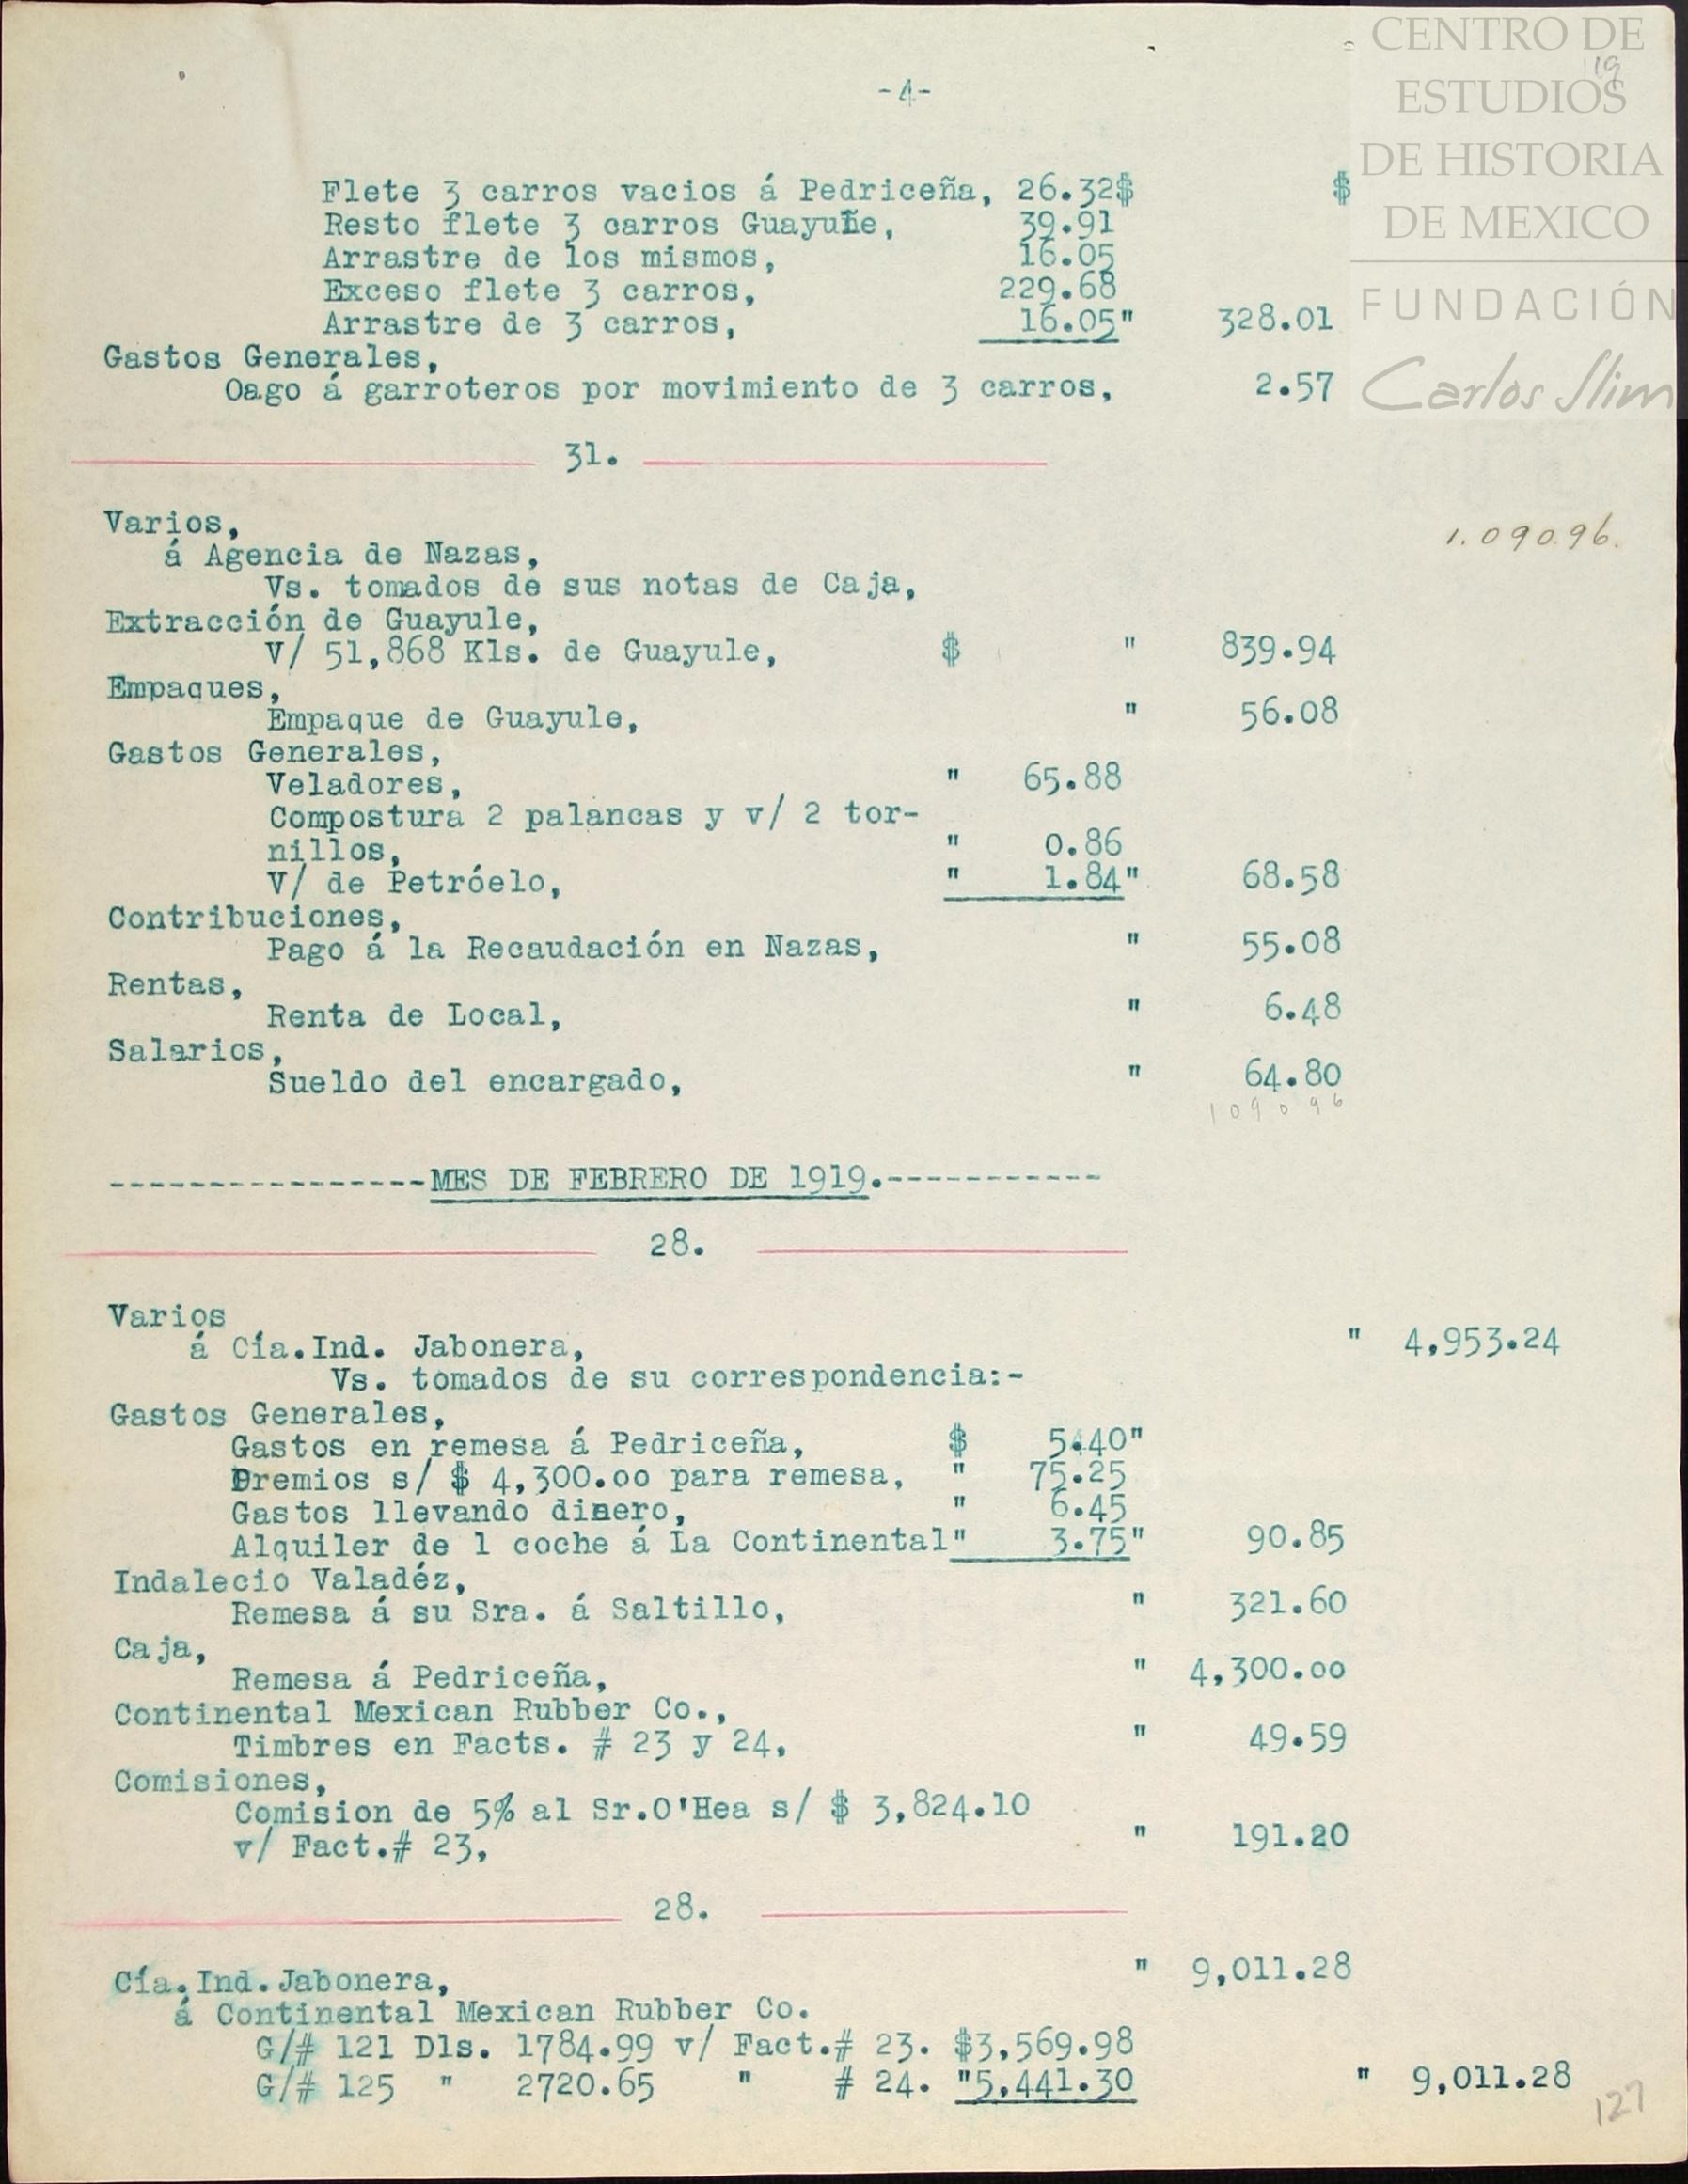 CENTRO DE
ESTUDIOS
DE HISTORIA
DE MEXICO
FUNDACIÓN
Carlos Slim
119
-4-
Flete 3 carros vacios á Pedriceña, 26.32$ $
Resto flete 3 carros Guayule, 39.91
Arrastre de los mismos, 16.05
Exceso flete 3 carros, 229.68
Arrastre de 3 carros, 16.05" 328.01
Gastos Generales,
Oago á garroteros por movimiento de 3 carros, 2.57
31.
Varios, 1.090.96.
á Agencia de Nazas,
Vs. tomados de sus notas de Caja,
Extracción de Guayule,
V/ 51,868 Kls. de Guayule, $ " 839.94
Empaques,
Empaque de Guayule, " 56.08
Gastos Generales,
Veladores, " 65.88
Compostura 2 palancas y v/ 2 tor-
nillos, " 0.86
V/ de Petróelo, " 1.84" 68.58
Contribuciones,
Pago á la Recaudación en Nazas, " 55.08
Rentas,
Renta de Local, " 6.48
Salarios,
Sueldo del encargado, " 64.80
1090 96
----------------MES DE FEBRERO DE 1919.-----------
28.
Varios
á Cía.Ind. Jabonera, " 4,953.24
Vs. tomados de su correspondencia:-
Gastos Generales,
Gastos en remesa á Pedriceña, $ 5.40"
Premios s/ $ 4,300.oo para remesa, " 75.25
Gastos llevando dinero, " 6.45
Alquiler de 1 coche á La Continental" 3.75" 90.85
Indalecio Valadéz,
Remesa á su Sra. á Saltillo, " 321.60
Caja,
Remesa á Pedriceña, " 4,300.oo
Continental Mexican Rubber Co.,
Timbres en Facts. # 23 y 24, " 49.59
Comisiones,
Comision de 5% al Sr.O'Hea s/ $ 3,824.10
v/ Fact.# 23, " 191.20
28.
Cía.Ind.Jabonera, " 9,011.28
á Continental Mexican Rubber Co.
G/# 121 Dls. 1784.99 v/ Fact.# 23. $3,569.98
G/# 125 " 2720.65 " # 24. "5,441.30 " 9,011.28
127